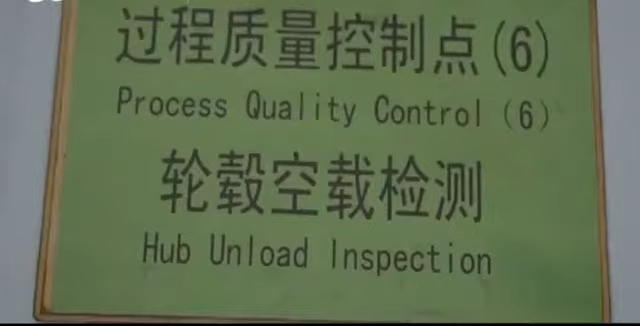 过程质量控制点(6)
Process Quality Control（6）
轮毂空载检测
Hub Unload Inspection